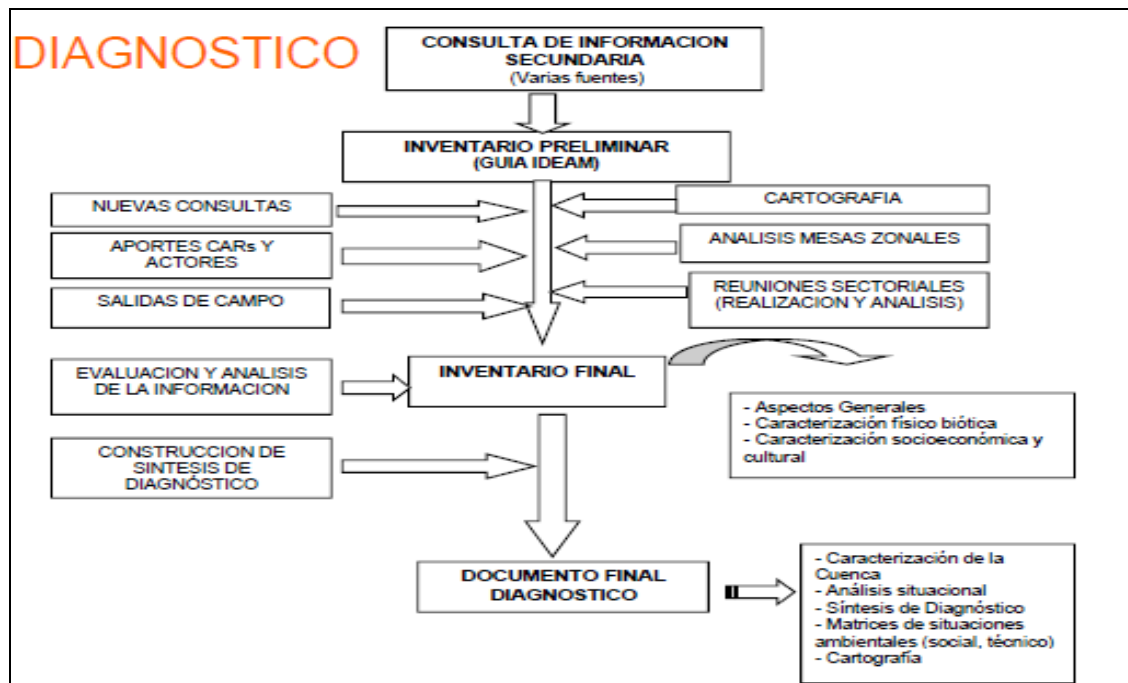 DIAGNOSTICO
CONSULTA DE INFORMACION
SECUNDARIA
(Varias fuentes)
INVENTARIO PRELIMINAR
(GUIA IDEAM)
NUEVAS CONSULTAS
CARTOGRAFIA
APORTES CARs Y
ACTORES
ANALISIS MESAS ZONALES
SALIDAS DE CAMPO
REUNIONES SECTORIALES
(REALIZACION Y ANALISIS)
EVALUACION Y ANALISIS
DE LA INFORMACION
INVENTARIO FINAL
- Aspectos Generales
- Caracterización físico biótica
- Caracterización socioeconómica y
cultural
CONSTRUCCION DE
SINTESIS DE
DIAGNÓSTICO
DOCUMENTO FINAL
DIAGNOSTICO
- Caracterización de la
Cuenca
- Análisis situacional
- Síntesis de Diagnóstico
- Matrices de situaciones
ambientales (social, técnico)
- Cartografía